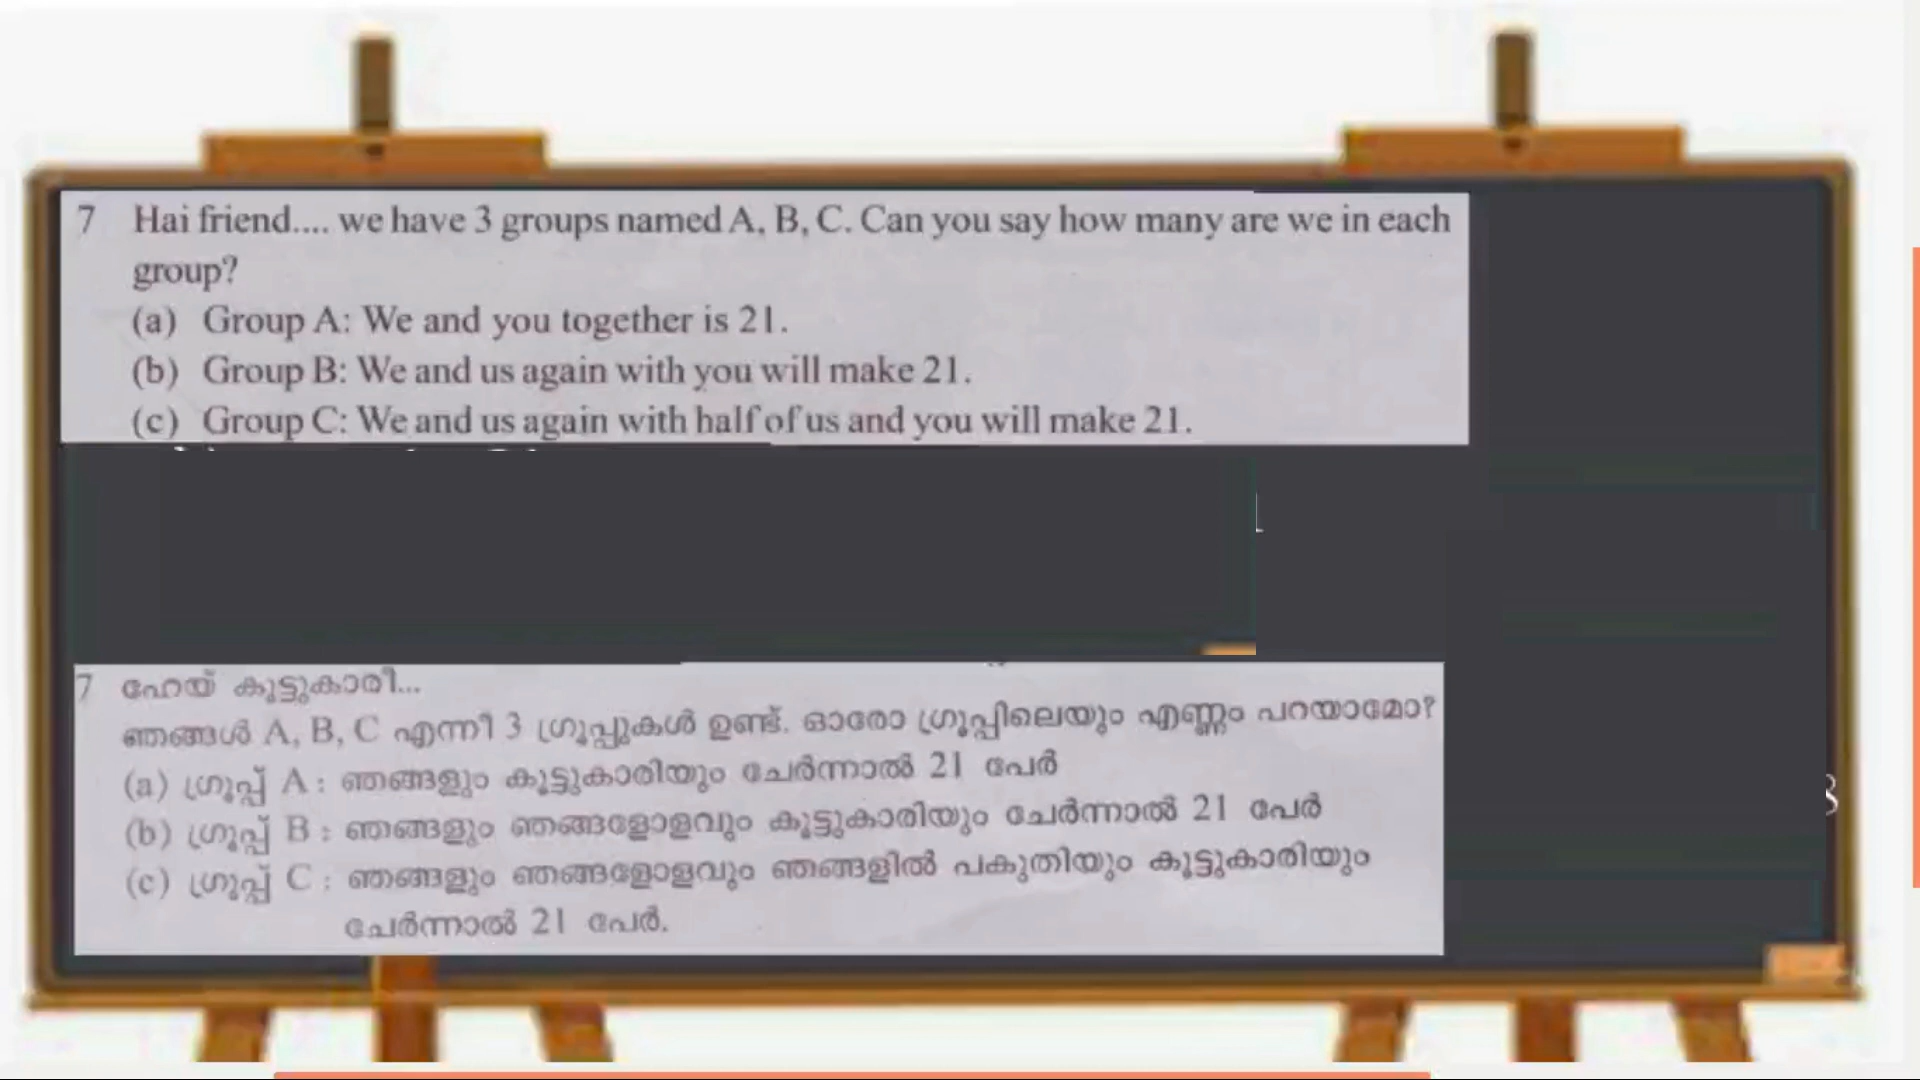 7 Hai friend.... we have 3 groups named A, B, C. Can you say how many are we in each
group?
(a) Group A: We and you together is 21.
(b) Group B: We and us again with you will make 21.
(c) Group C: We and us again with half of us and you will make 21.
7 ഹേയ് കൂട്ടുകാരീ...
ഞങ്ങൾ A, B, C എന്നീ 3 ഗ്രൂപ്പുകൾ ഉണ്ട്. ഓരോ ഗ്രൂപ്പിലെയും എണ്ണം പറയാമോ?
(a) ഗ്രൂപ്പ് A : ഞങ്ങളും കൂട്ടുകാരിയും ചേർന്നാൽ 21 പേർ
(b) ഗ്രൂപ്പ് B : ഞങ്ങളും ഞങ്ങളോളവും കൂട്ടുകാരിയും ചേർന്നാൽ 21 പേർ
(c) ഗ്രൂപ്പ് C : ഞങ്ങളും ഞങ്ങളോളവും ഞങ്ങളിൽ പകുതിയും കൂട്ടുകാരിയും
ചേർന്നാൽ 21 പേർ.